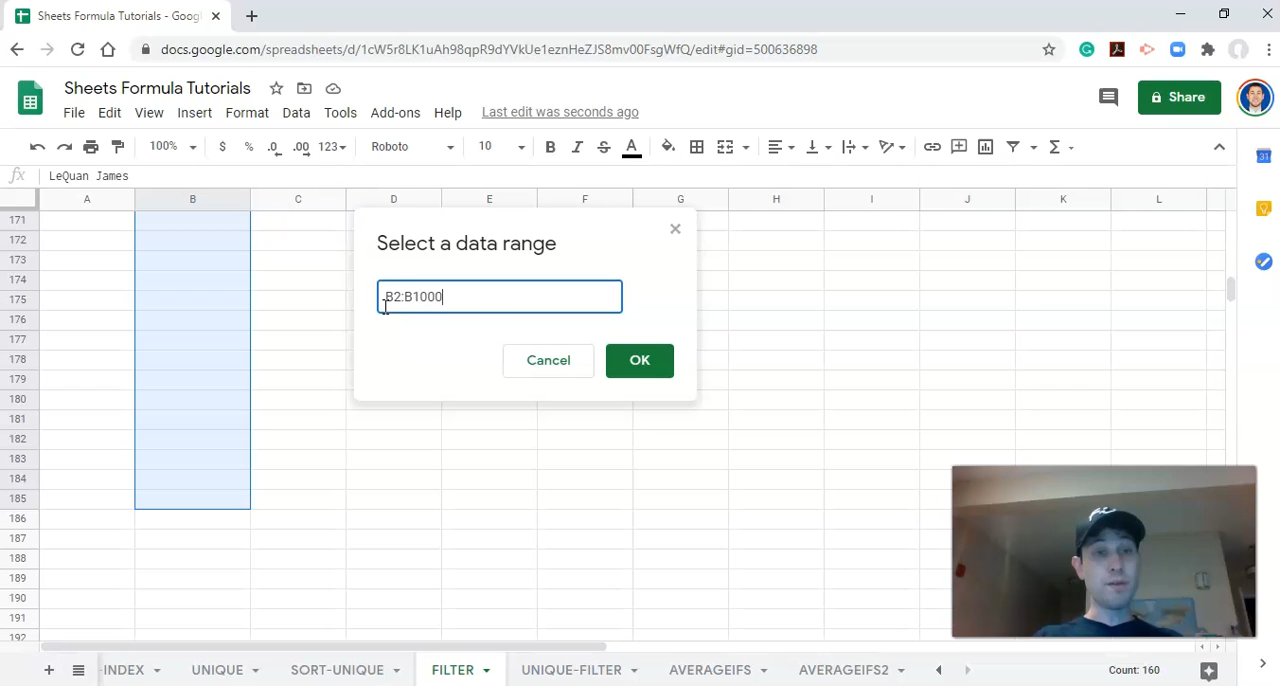 Sheets Formula Tutorials - Goog
docs.google.com/spreadsheets/d/1cW5r8LK1uAh98qpR9dYVkUe1eznHeZJS8mv00FsgWfQ/edit#gid=500636898
Sheets Formula Tutorials
File Edit View Insert Format Data Tools Add-ons Help Last edit was seconds ago
Share
100% $ % .0 .00 123 Roboto 10 B I S A Σ
fx LeQuan James
A B C D E F G H I J K L
171
172
173
174
175
176
177
178
179
180
181
182
183
184
185
186
187
188
189
190
191
192
Select a data range
B2:B1000
Cancel OK
31
-INDEX UNIQUE SORT-UNIQUE FILTER UNIQUE-FILTER AVERAGEIFS AVERAGEIFS2 Count: 160